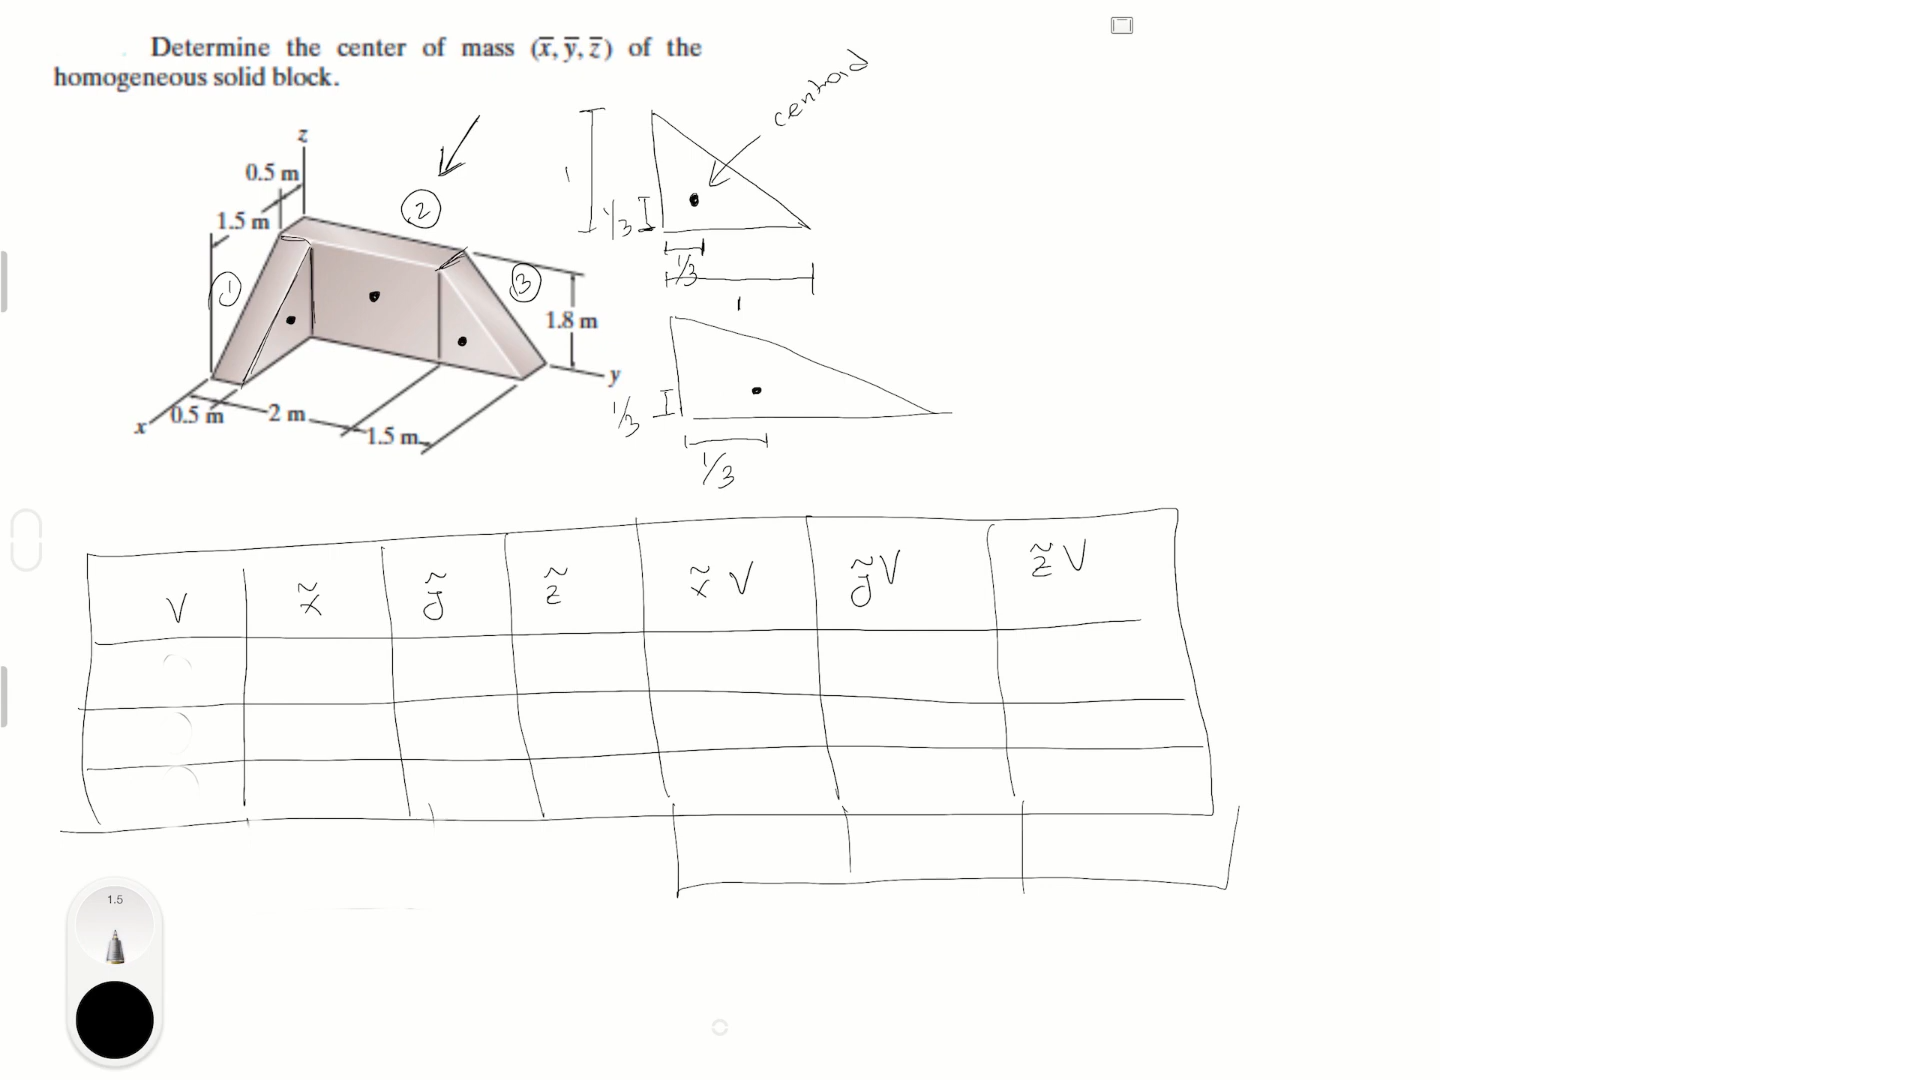 Determine the center of mass (x̅, y̅, z̅) of the
homogeneous solid block.
centroid
z
0.5 m
2
1.5 m
1
1/3
1/3
1
3
1
1.8 m
y
0.5 m
2 m
x
1.5 m
1/3
1/3
V x̃ ỹ z̃ x̃V ỹV z̃V
1.5